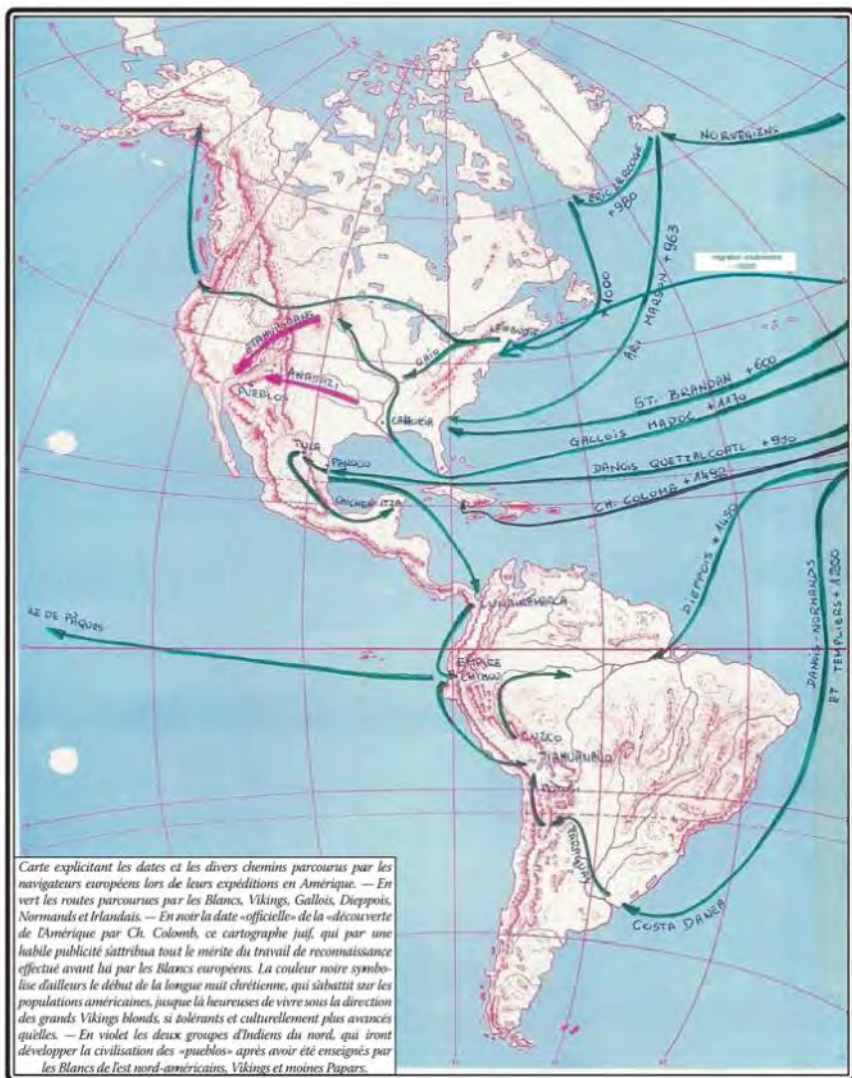 NORVEGIENS
ERIC LE ROUGE
+980
+1000
ARI MARSON +963
ST. BRANDAN +600
GALLOIS MADOC +1170
DANOIS QUETZALCOATL
CH. COLOMB +1492
DIEPPOIS
DANOIS-NORMANDS
ET TEMPLIERS +1200
OHIO
ANASAZI
PUEBLOS
CAHOKIA
TULA
PANUCO
CHICHEN ITZA
ILE DE PÂQUES
EMPIRE
CHIMOU
CUZCO
TIAHUANACO
COSTA DANEA
Carte explicitant les dates et les divers chemins parcourus par les
navigateurs européens lors de leurs expéditions en Amérique. — En
vert les routes parcourues par les Blancs, Vikings, Gallois, Dieppois,
Normands et Irlandais. — En noir la date «officielle» de la «découverte
de l'Amérique par Ch. Colomb, ce cartographe juif, qui par une
habile publicité s'attribua tout le mérite du travail de reconnaissance
effectué avant lui par les Blancs européens. La couleur noire symbo-
lise d'ailleurs le début de la longue nuit chrétienne, qui s'abattit sur les
populations américaines, jusque là heureuses de vivre sous la direction
des grands Vikings blonds, si tolérants et culturellement plus avancés
qu'elles. — En violet les deux groupes d'Indiens du nord, qui iront
développer la civilisation des «pueblos» après avoir été enseignés par
les Blancs de l'est nord-américains, Vikings et moines Papars.